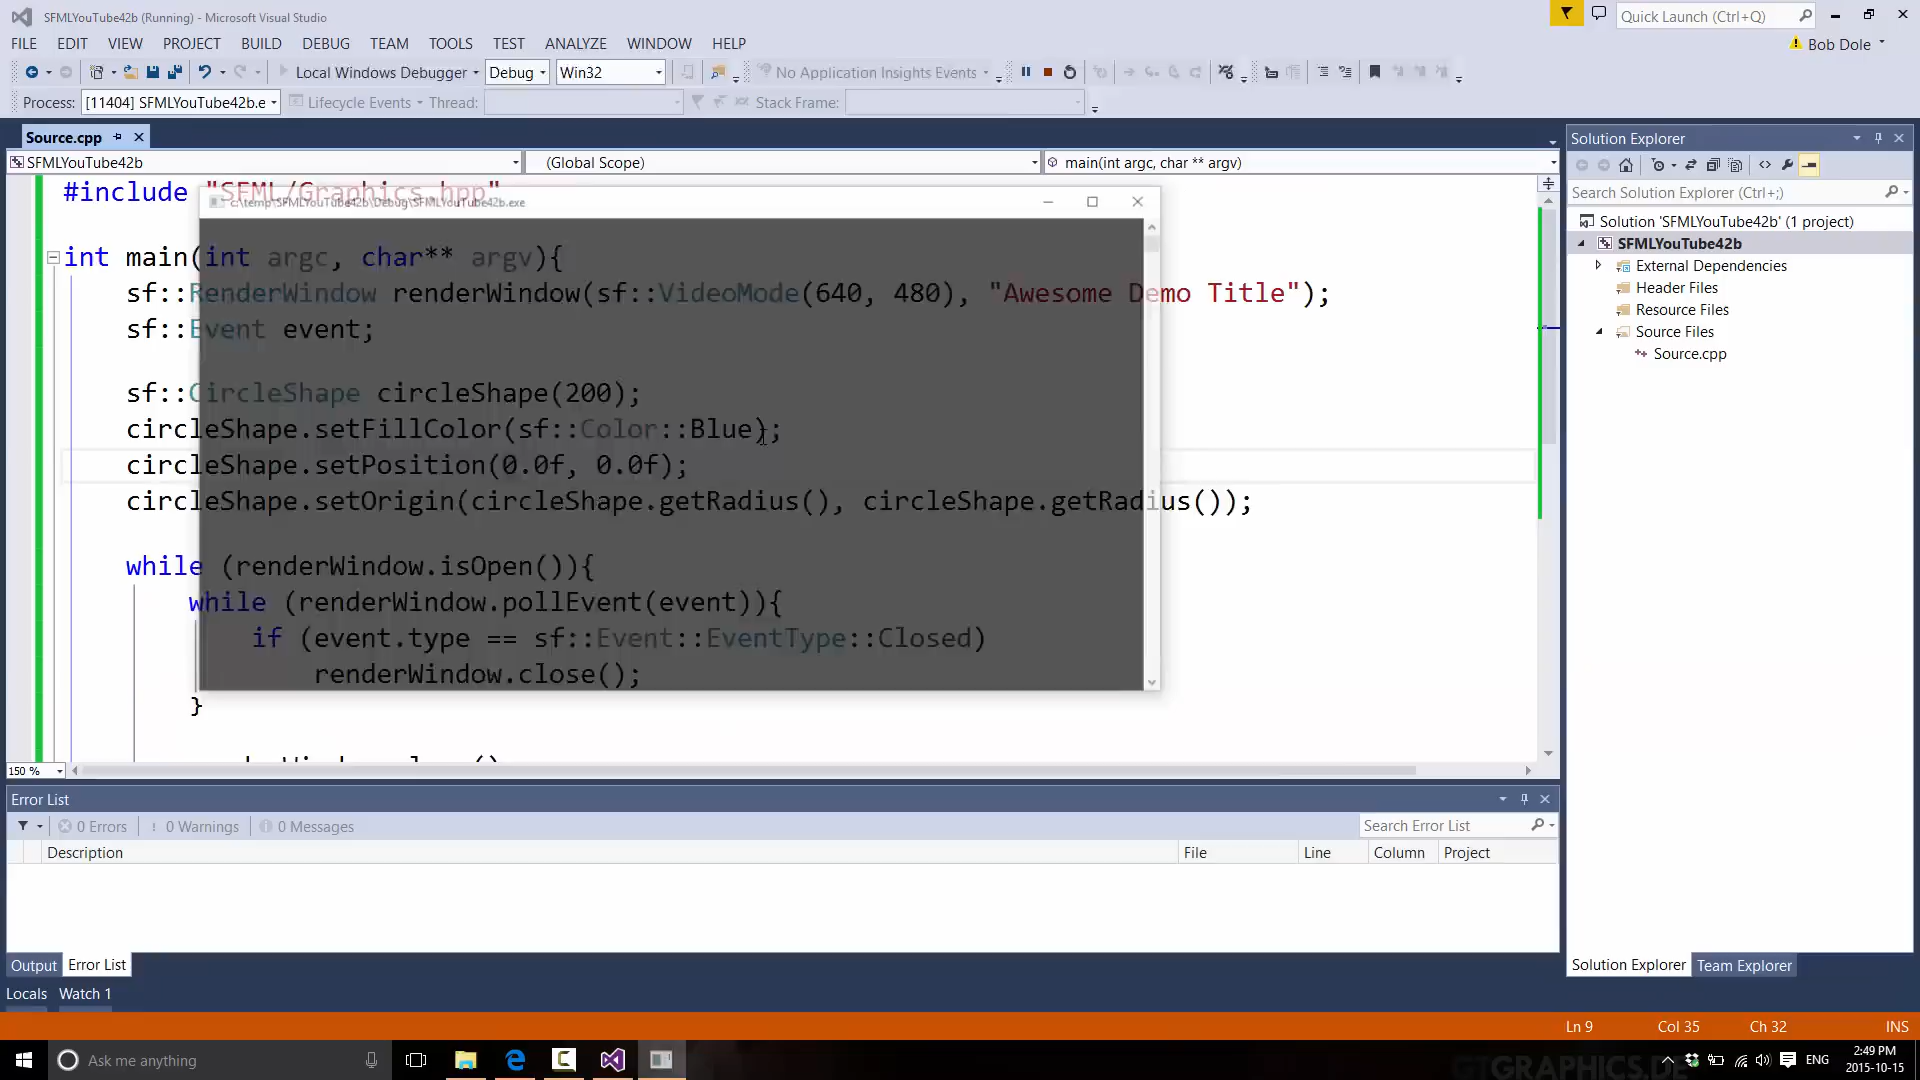 SFMLYouTube42b (Running) - Microsoft Visual Studio
Quick Launch (Ctrl+Q)
FILE EDIT VIEW PROJECT BUILD DEBUG TEAM TOOLS TEST ANALYZE WINDOW HELP
Bob Dole
Local Windows Debugger Debug Win32 No Application Insights Events
Process: [11404] SFMLYouTube42b.e Lifecycle Events Thread: Stack Frame:
Source.cpp
SFMLYouTube42b (Global Scope) main(int argc, char ** argv)
#include "SFML/Graphics.hpp"
c:\temp\SFMLYouTube42b\Debug\SFMLYouTube42b.exe
int main(int argc, char** argv){
sf::RenderWindow renderWindow(sf::VideoMode(640, 480), "Awesome Demo Title");
sf::Event event;
sf::CircleShape circleShape(200);
circleShape.setFillColor(sf::Color::Blue);
circleShape.setPosition(0.0f, 0.0f);
circleShape.setOrigin(circleShape.getRadius(), circleShape.getRadius());
while (renderWindow.isOpen()){
while (renderWindow.pollEvent(event)){
if (event.type == sf::Event::EventType::Closed)
renderWindow.close();
}
150 %
Solution Explorer
Search Solution Explorer (Ctrl+;)
Solution 'SFMLYouTube42b' (1 project)
SFMLYouTube42b
External Dependencies
Header Files
Resource Files
Source Files
Source.cpp
Error List
0 Errors 0 Warnings 0 Messages
Search Error List
Description File Line Column Project
Output Error List
Solution Explorer Team Explorer
Locals Watch 1
Ln 9 Col 35 Ch 32 INS
Ask me anything
ENG
2:49 PM
2015-10-15
GTGRAPHICS.DE